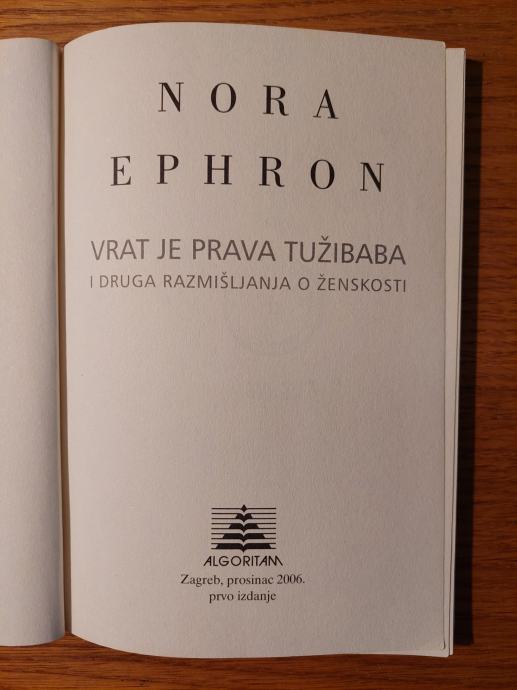 NORA
EPHRON
VRAT JE PRAVA TUŽIBABA
I DRUGA RAZMIŠLJANJA O ŽENSKOSTI
ALGORITAM
Zagreb, prosinac 2006.
prvo izdanje